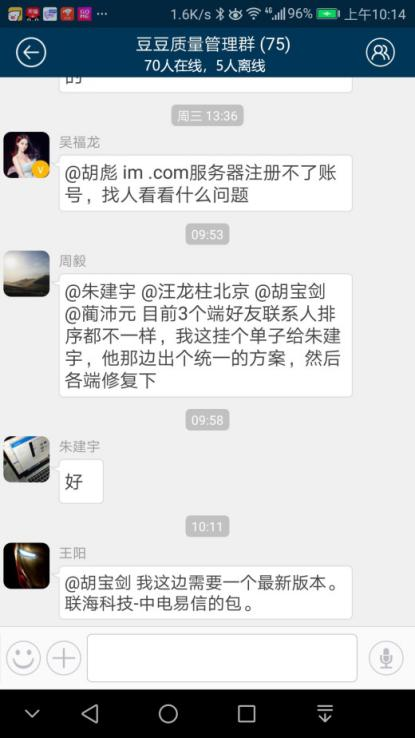 1.6K/s 4G 96% 上午10:14
豆豆质量管理群 (75)
70人在线，5人离线
周三 13:36
吴福龙
@胡彪 im .com服务器注册不了账
号，找人看看什么问题
09:53
周毅
@朱建宇 @汪龙柱北京 @胡宝剑
@蔺沛元 目前3个端好友联系人排
序都不一样，我这挂个单子给朱建
宇，他那边出个统一的方案，然后
各端修复下
09:58
朱建宇
好
10:11
王阳
@胡宝剑 我这边需要一个最新版本。
联海科技-中电易信的包。